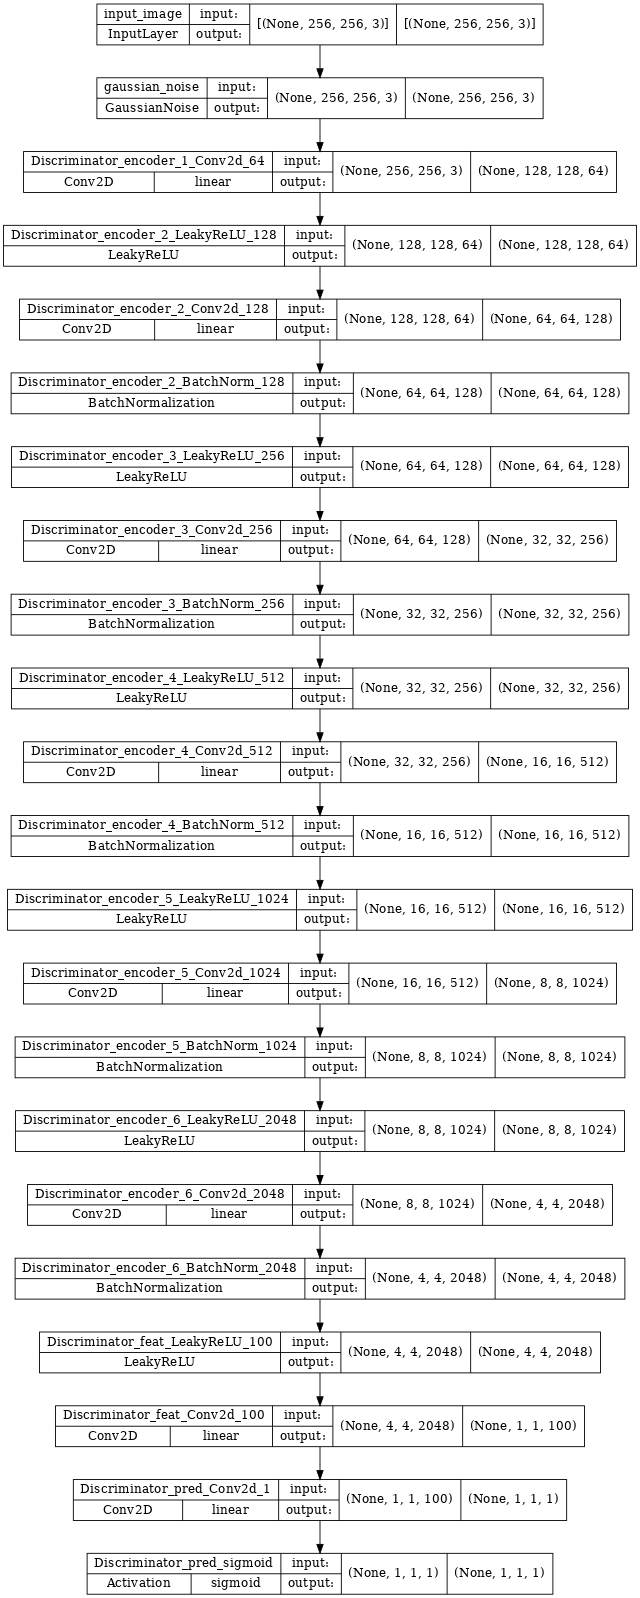 input_image input: [(None, 256, 256, 3)] [(None, 256, 256, 3)]
InputLayer output:
gaussian_noise input: (None, 256, 256, 3) (None, 256, 256, 3)
GaussianNoise output:
Discriminator_encoder_1_Conv2d_64 input: (None, 256, 256, 3) (None, 128, 128, 64)
Conv2D linear output:
Discriminator_encoder_2_LeakyReLU_128 input: (None, 128, 128, 64) (None, 128, 128, 64)
LeakyReLU output:
Discriminator_encoder_2_Conv2d_128 input: (None, 128, 128, 64) (None, 64, 64, 128)
Conv2D linear output:
Discriminator_encoder_2_BatchNorm_128 input: (None, 64, 64, 128) (None, 64, 64, 128)
BatchNormalization output:
Discriminator_encoder_3_LeakyReLU_256 input: (None, 64, 64, 128) (None, 64, 64, 128)
LeakyReLU output:
Discriminator_encoder_3_Conv2d_256 input: (None, 64, 64, 128) (None, 32, 32, 256)
Conv2D linear output:
Discriminator_encoder_3_BatchNorm_256 input: (None, 32, 32, 256) (None, 32, 32, 256)
BatchNormalization output:
Discriminator_encoder_4_LeakyReLU_512 input: (None, 32, 32, 256) (None, 32, 32, 256)
LeakyReLU output:
Discriminator_encoder_4_Conv2d_512 input: (None, 32, 32, 256) (None, 16, 16, 512)
Conv2D linear output:
Discriminator_encoder_4_BatchNorm_512 input: (None, 16, 16, 512) (None, 16, 16, 512)
BatchNormalization output:
Discriminator_encoder_5_LeakyReLU_1024 input: (None, 16, 16, 512) (None, 16, 16, 512)
LeakyReLU output:
Discriminator_encoder_5_Conv2d_1024 input: (None, 16, 16, 512) (None, 8, 8, 1024)
Conv2D linear output:
Discriminator_encoder_5_BatchNorm_1024 input: (None, 8, 8, 1024) (None, 8, 8, 1024)
BatchNormalization output:
Discriminator_encoder_6_LeakyReLU_2048 input: (None, 8, 8, 1024) (None, 8, 8, 1024)
LeakyReLU output:
Discriminator_encoder_6_Conv2d_2048 input: (None, 8, 8, 1024) (None, 4, 4, 2048)
Conv2D linear output:
Discriminator_encoder_6_BatchNorm_2048 input: (None, 4, 4, 2048) (None, 4, 4, 2048)
BatchNormalization output:
Discriminator_feat_LeakyReLU_100 input: (None, 4, 4, 2048) (None, 4, 4, 2048)
LeakyReLU output:
Discriminator_feat_Conv2d_100 input: (None, 4, 4, 2048) (None, 1, 1, 100)
Conv2D linear output:
Discriminator_pred_Conv2d_1 input: (None, 1, 1, 100) (None, 1, 1, 1)
Conv2D linear output:
Discriminator_pred_sigmoid input: (None, 1, 1, 1) (None, 1, 1, 1)
Activation sigmoid output: